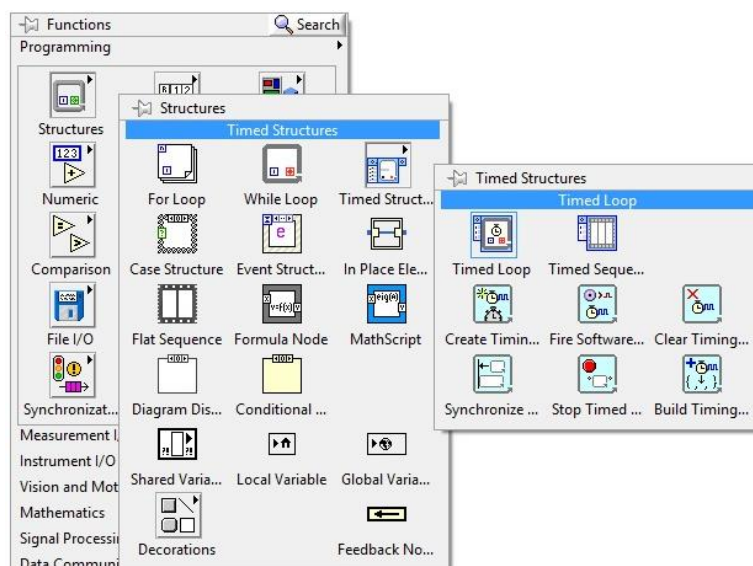 Functions
Search
Programming
Structures
Numeric
Comparison
File I/O
Synchronizat...
Measurement I
Instrument I/O
Vision and Mot
Mathematics
Signal Processi
Data Communi
Structures
Timed Structures
For Loop While Loop Timed Struct...
Case Structure Event Struct... In Place Ele...
Flat Sequence Formula Node MathScript
Diagram Dis... Conditional ...
Shared Varia... Local Variable Global Varia...
Decorations Feedback No...
Timed Structures
Timed Loop
Timed Loop Timed Seque...
Create Timin... Fire Software... Clear Timing...
Synchronize ... Stop Timed ... Build Timing...